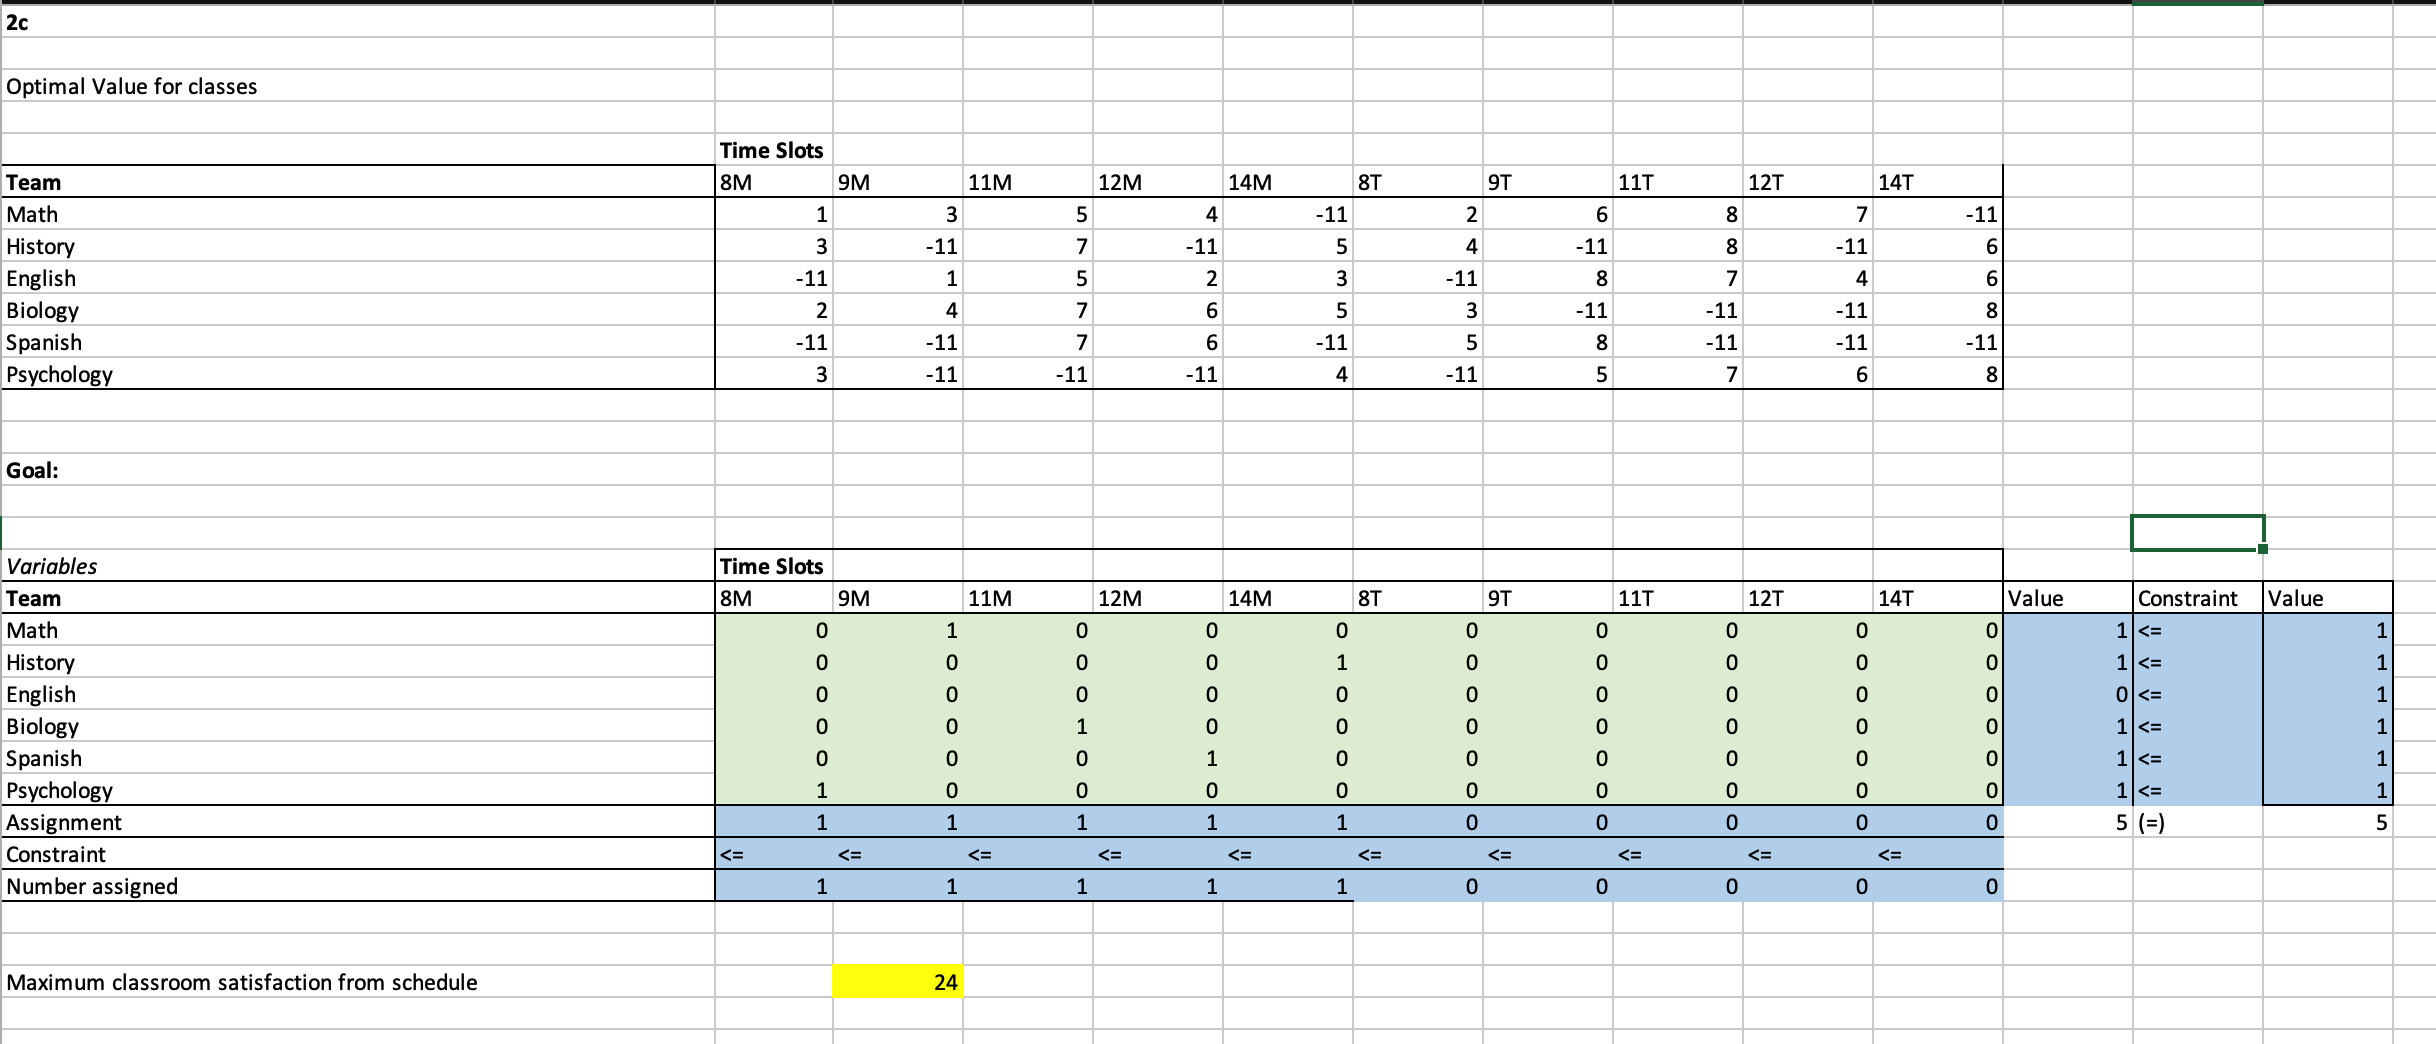 2c
Optimal Value for classes
Time Slots
Team 8M 9M 11M 12M 14M 8T 9T 11T 12T 14T
Math 1 3 5 4 -11 2 6 8 7 -11
History 3 -11 7 -11 5 4 -11 8 -11 6
English -11 1 5 2 3 -11 8 7 4 6
Biology 2 4 7 6 5 3 -11 -11 -11 8
Spanish -11 -11 7 6 -11 5 8 -11 -11 -11
Psychology 3 -11 -11 -11 4 -11 5 7 6 8
Goal:
Variables Time Slots
Team 8M 9M 11M 12M 14M 8T 9T 11T 12T 14T Value Constraint Value
Math 0 1 0 0 0 0 0 0 0 0 1 <= 1
History 0 0 0 0 1 0 0 0 0 0 1 <= 1
English 0 0 0 0 0 0 0 0 0 0 0 <= 1
Biology 0 0 1 0 0 0 0 0 0 0 1 <= 1
Spanish 0 0 0 1 0 0 0 0 0 0 1 <= 1
Psychology 1 0 0 0 0 0 0 0 0 0 1 <= 1
Assignment 1 1 1 1 1 0 0 0 0 0 5 (=) 5
Constraint <= <= <= <= <= <= <= <= <= <=
Number assigned 1 1 1 1 1 0 0 0 0 0
Maximum classroom satisfaction from schedule 24